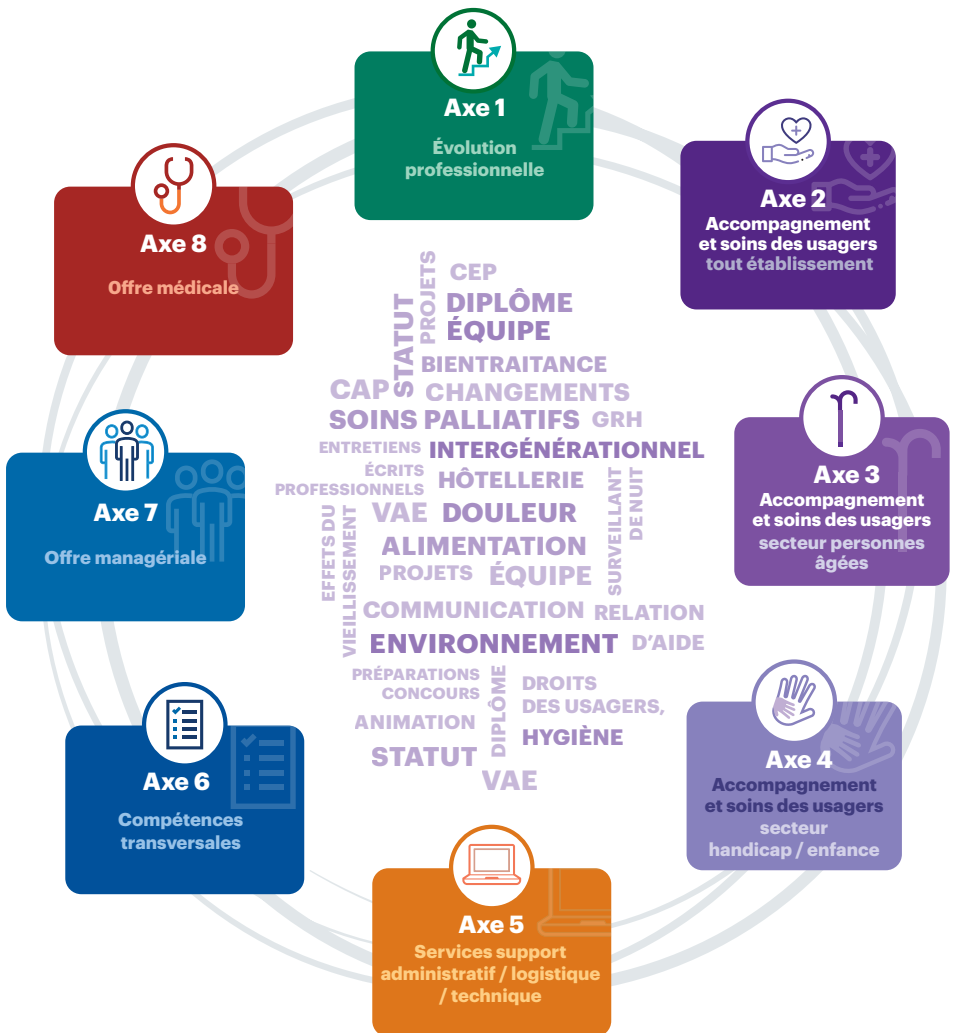 Axe 1
Évolution
professionnelle
Axe 2
Accompagnement
et soins des usagers
tout établissement
Axe 3
Accompagnement
et soins des usagers
secteur personnes
âgées
Axe 4
Accompagnement
et soins des usagers
secteur
handicap / enfance
Axe 5
Services support
administratif / logistique
/ technique
Axe 6
Compétences
transversales
Axe 7
Offre managériale
Axe 8
Offre médicale
STATUT
PROJETS
CEP
DIPLÔME
ÉQUIPE
BIENTRAITANCE
CAP
CHANGEMENTS
SOINS PALLIATIFS
GRH
ENTRETIENS
INTERGÉNÉRATIONNEL
ÉCRITS
PROFESSIONNELS
HÔTELLERIE
SURVEILLANT
DE NUIT
EFFETS DU
VIEILLISSEMENT
VAE
DOULEUR
ALIMENTATION
PROJETS
ÉQUIPE
COMMUNICATION
RELATION
D'AIDE
ENVIRONNEMENT
PRÉPARATIONS
CONCOURS
DIPLÔME
DROITS
DES USAGERS,
ANIMATION
HYGIÈNE
STATUT
VAE